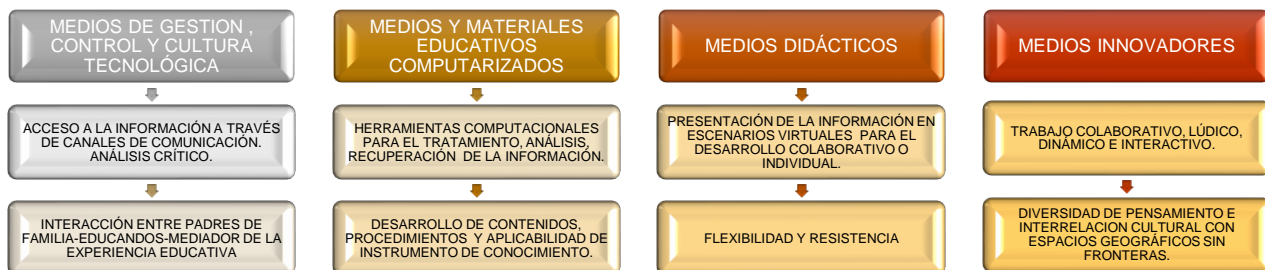 MEDIOS DE GESTION ,
CONTROL Y CULTURA
TECNOLÓGICA
ACCESO A LA INFORMACIÓN A TRAVÉS
DE CANALES DE COMUNICACIÓN.
ANÁLISIS CRÍTICO.
INTERACCIÓN ENTRE PADRES DE
FAMILIA-EDUCANDOS-MEDIADOR DE LA
EXPERIENCIA EDUCATIVA
MEDIOS Y MATERIALES
EDUCATIVOS
COMPUTARIZADOS
HERRAMIENTAS COMPUTACIONALES
PARA EL TRATAMIENTO, ANÁLISIS,
RECUPERACIÓN DE LA INFORMACIÓN.
DESARROLLO DE CONTENIDOS,
PROCEDIMIENTOS Y APLICABILIDAD DE
INSTRUMENTO DE CONOCIMIENTO.
MEDIOS DIDÁCTICOS
PRESENTACIÓN DE LA INFORMACIÓN EN
ESCENARIOS VIRTUALES PARA EL
DESARROLLO COLABORATIVO O
INDIVIDUAL.
FLEXIBILIDAD Y RESISTENCIA
MEDIOS INNOVADORES
TRABAJO COLABORATIVO, LÚDICO,
DINÁMICO E INTERACTIVO.
DIVERSIDAD DE PENSAMIENTO E
INTERRELACION CULTURAL CON
ESPACIOS GEOGRÁFICOS SIN
FRONTERAS.